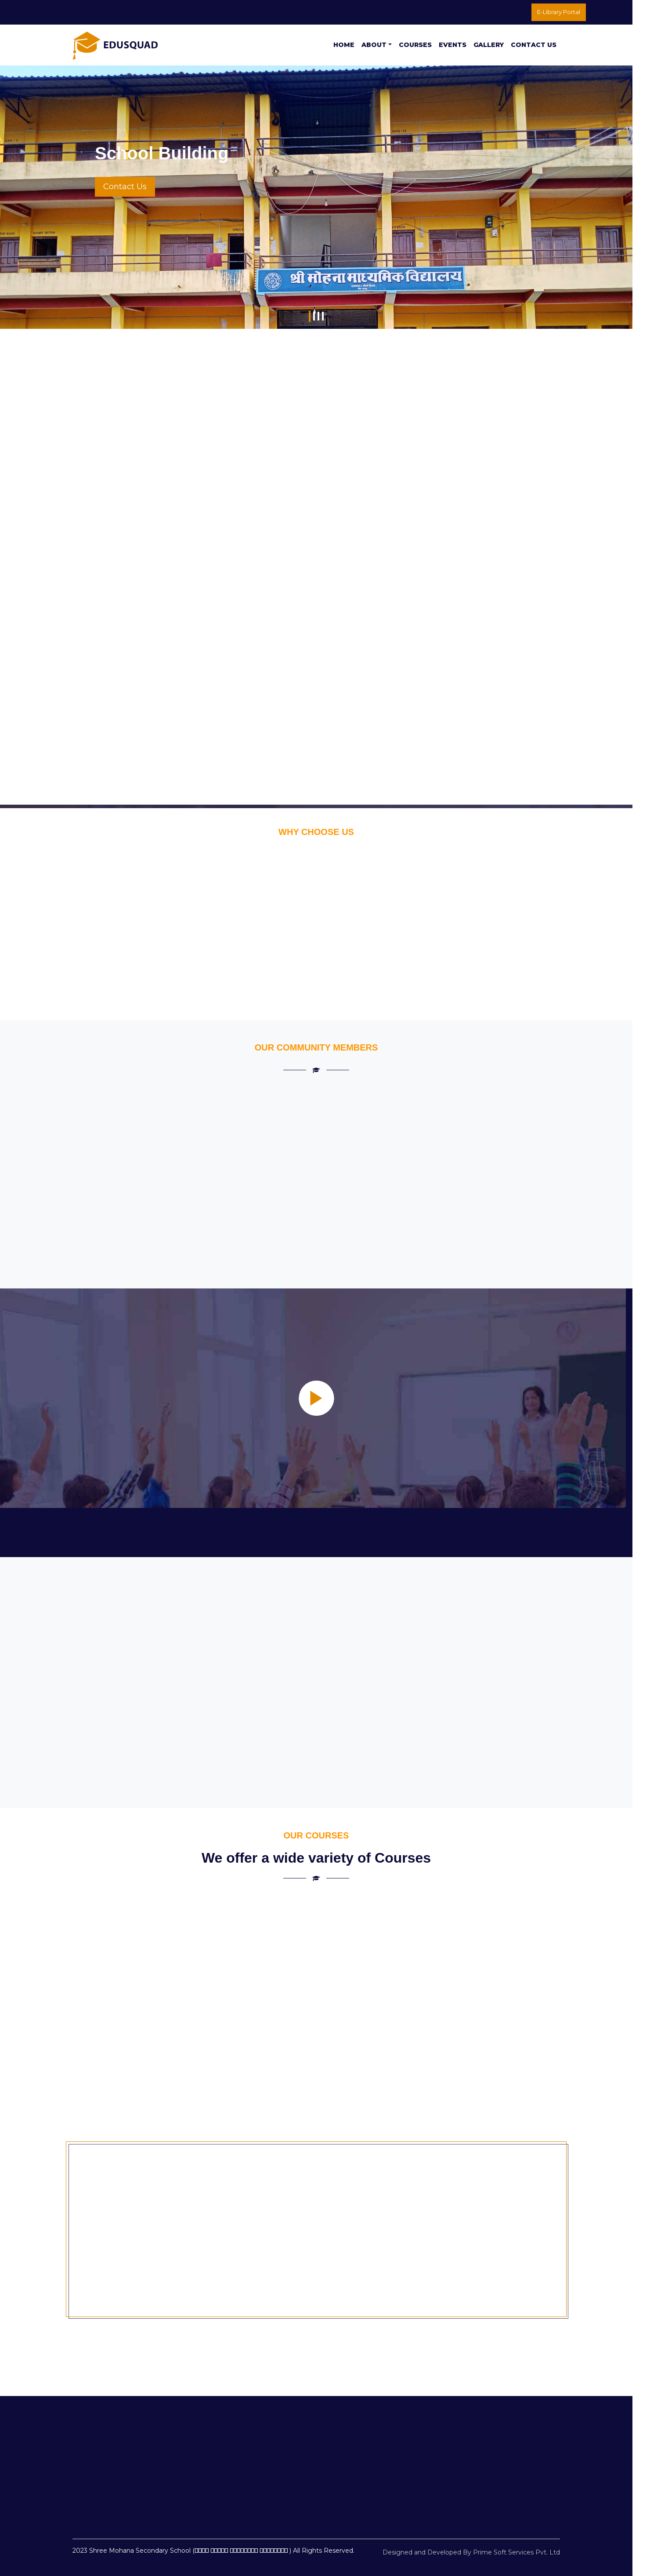 E-Library Portal
EDUSQUAD
HOME ABOUT COURSES EVENTS GALLERY CONTACT US
School Building
Contact Us
श्री मोहना माध्यमिक विद्यालय
WHY CHOOSE US
OUR COMMUNITY MEMBERS
OUR COURSES
We offer a wide variety of Courses
2023 Shree Mohana Secondary School ( ) All Rights Reserved.
Designed and Developed By Prime Soft Services Pvt. Ltd